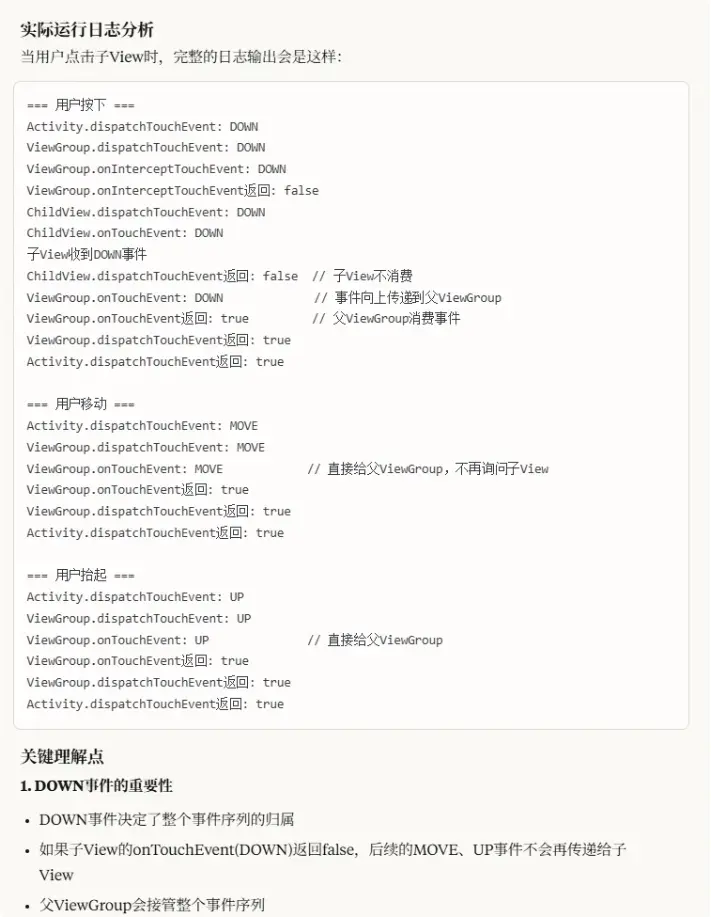 实际运行日志分析
当用户点击子View时，完整的日志输出会是这样：
=== 用户按下 ===
Activity.dispatchTouchEvent: DOWN
ViewGroup.dispatchTouchEvent: DOWN
ViewGroup.onInterceptTouchEvent: DOWN
ViewGroup.onInterceptTouchEvent返回: false
ChildView.dispatchTouchEvent: DOWN
ChildView.onTouchEvent: DOWN
子View收到DOWN事件
ChildView.dispatchTouchEvent返回: false // 子View不消费
ViewGroup.onTouchEvent: DOWN // 事件向上传递到父ViewGroup
ViewGroup.onTouchEvent返回: true // 父ViewGroup消费事件
ViewGroup.dispatchTouchEvent返回: true
Activity.dispatchTouchEvent返回: true
=== 用户移动 ===
Activity.dispatchTouchEvent: MOVE
ViewGroup.dispatchTouchEvent: MOVE
ViewGroup.onTouchEvent: MOVE // 直接给父ViewGroup，不再询问子View
ViewGroup.onTouchEvent返回: true
ViewGroup.dispatchTouchEvent返回: true
Activity.dispatchTouchEvent返回: true
=== 用户抬起 ===
Activity.dispatchTouchEvent: UP
ViewGroup.dispatchTouchEvent: UP
ViewGroup.onTouchEvent: UP // 直接给父ViewGroup
ViewGroup.onTouchEvent返回: true
ViewGroup.dispatchTouchEvent返回: true
Activity.dispatchTouchEvent返回: true
关键理解点
1. DOWN事件的重要性
• DOWN事件决定了整个事件序列的归属
• 如果子View的onTouchEvent(DOWN)返回false，后续的MOVE、UP事件不会再传递给子
View
• 父ViewGroup会接管整个事件序列